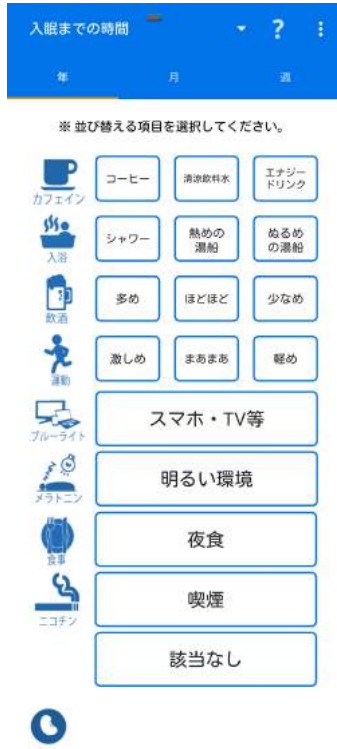 入眠までの時間
?
年 月 週
※ 並び替える項目を選択してください。
カフェイン
コーヒー
清涼飲料水
エナジー
ドリンク
入浴
シャワー
熱めの
湯船
ぬるめ
の湯船
飲酒
多め
ほどほど
少なめ
運動
激しめ
まあまあ
軽め
ブルーライト
スマホ・TV等
メラトニン
明るい環境
食事
夜食
ニコチン
喫煙
該当なし